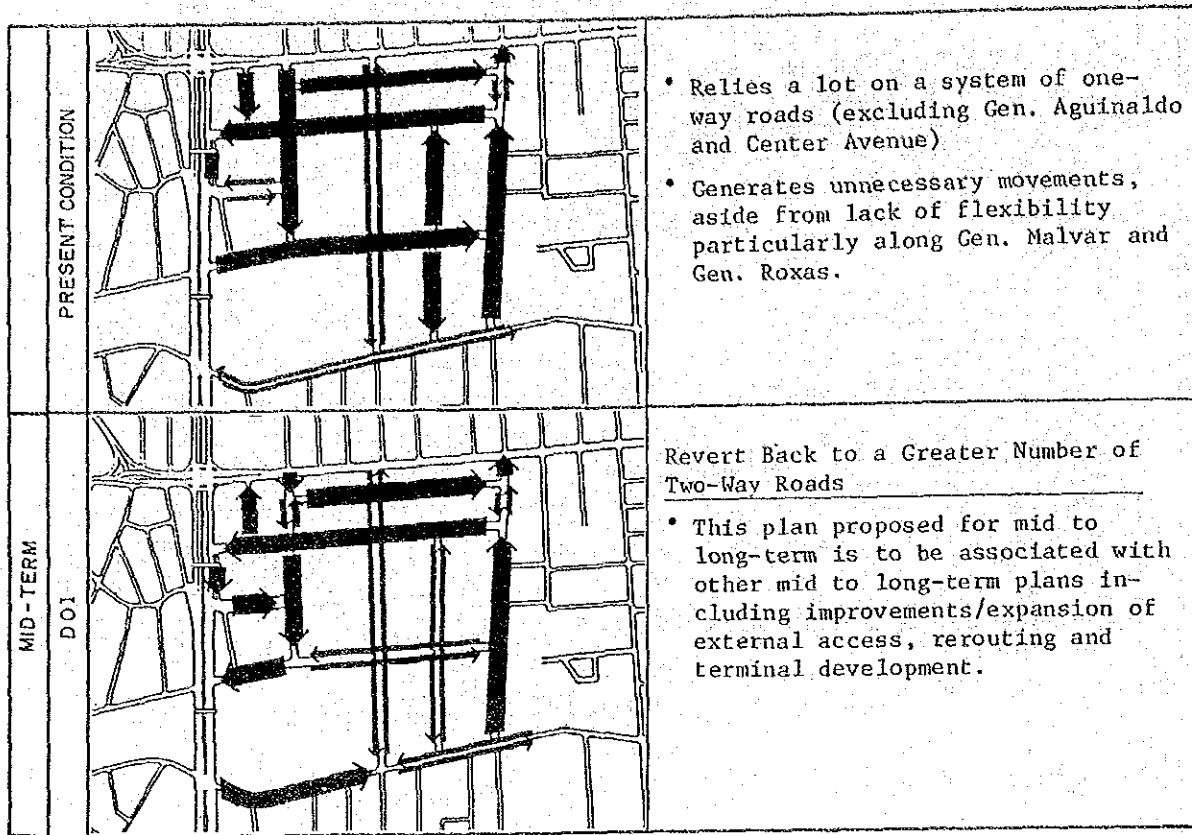 PRESENT CONDITION
• Relies a lot on a system of one-
way roads (excluding Gen. Aguinaldo
and Center Avenue)
• Generates unnecessary movements,
aside from lack of flexibility
particularly along Gen. Malvar and
Gen. Roxas.
MID-TERM
DO1
Revert Back to a Greater Number of
Two-Way Roads
• This plan proposed for mid to
long-term is to be associated with
other mid to long-term plans in-
cluding improvements/expansion of
external access, rerouting and
terminal development.